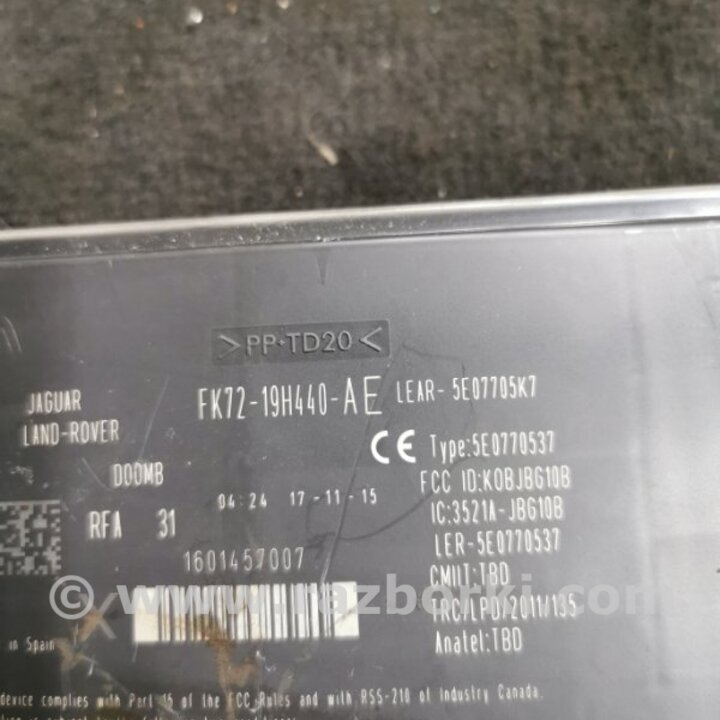 >PP-TD20<
JAGUAR
LAND-ROVER
FK72-19H440-AE LEAR- 5E07705K7
CE Type:5E0770537
D00MB
FCC ID:KOBJBG10B
04:24 17-11-15
IC:3521A-JBG10B
RFA 31
LER-5E0770537
1601457007
CMIIT:TBD
© www.razborki.com
TRC/LPD/2011/135
in Spain
Anatel:TBD
device complies with Part 15 of the FCC Rules and with RSS-210 of Industry Canada.